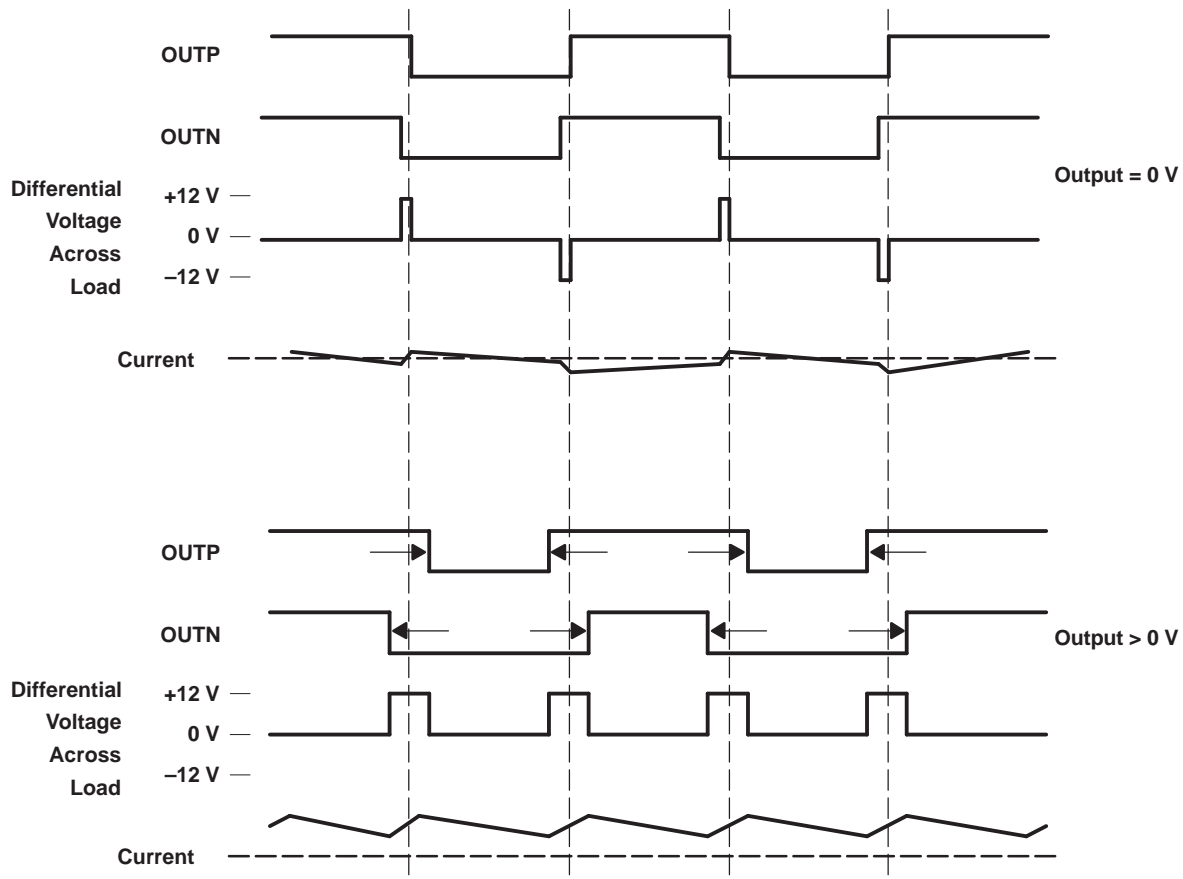 OUTP
OUTN
Output = 0 V
Differential
Voltage
Across
Load
+12 V
0 V
–12 V
Current
OUTP
OUTN
Output > 0 V
Differential
Voltage
Across
Load
+12 V
0 V
–12 V
Current